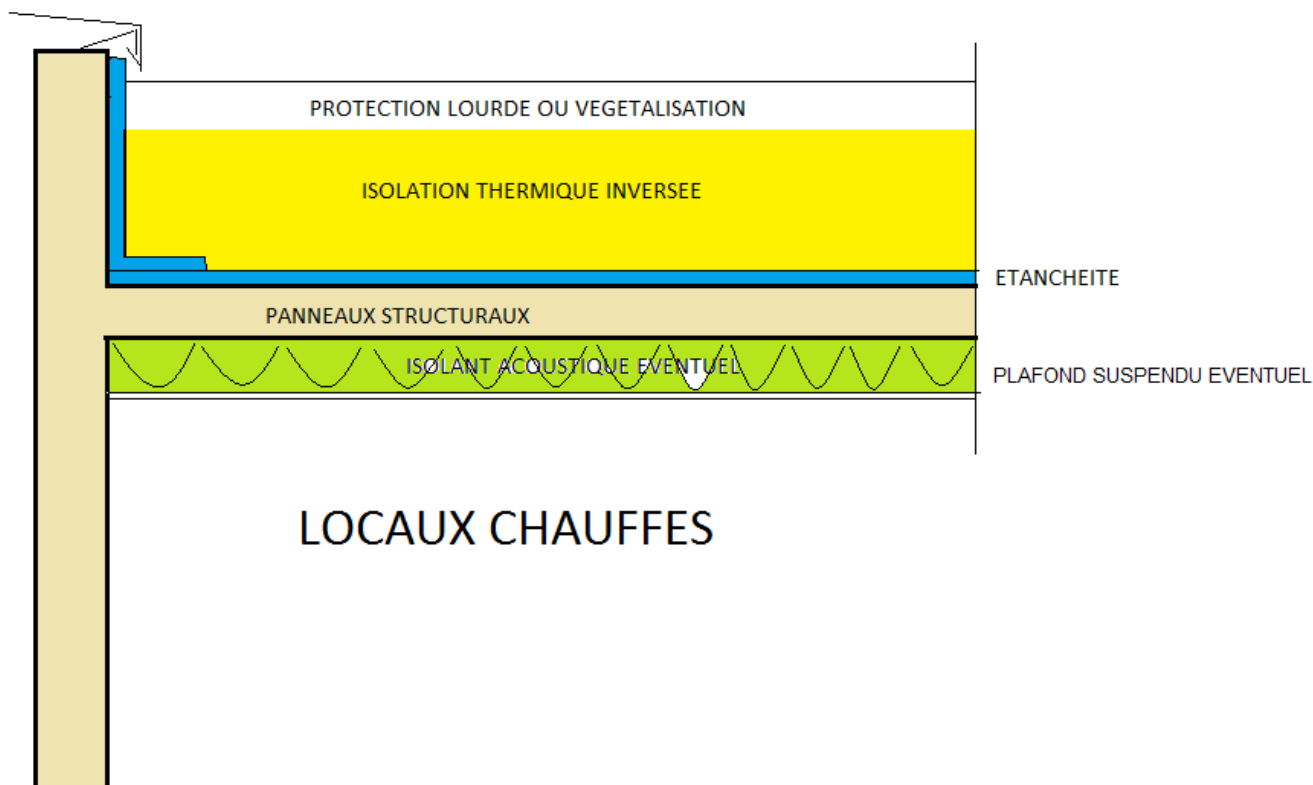 PROTECTION LOURDE OU VEGETALISATION
ISOLATION THERMIQUE INVERSEE
ETANCHEITE
PANNEAUX STRUCTURAUX
ISOLANT ACOUSTIQUE EVENTUEL
PLAFOND SUSPENDU EVENTUEL
LOCAUX CHAUFFES